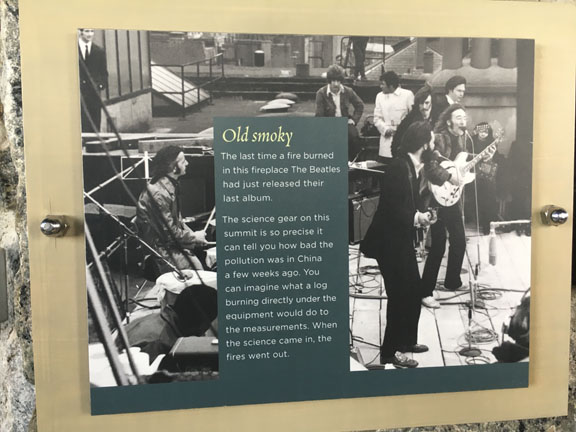 Old smoky
The last time a fire burned
in this fireplace The Beatles
had just released their
last album.
The science gear on this
summit is so precise it
can tell you how bad the
pollution was in China
a few weeks ago. You
can imagine what a log
burning directly under the
equipment would do to
the measurements. When
the science came in, the
fires went out.